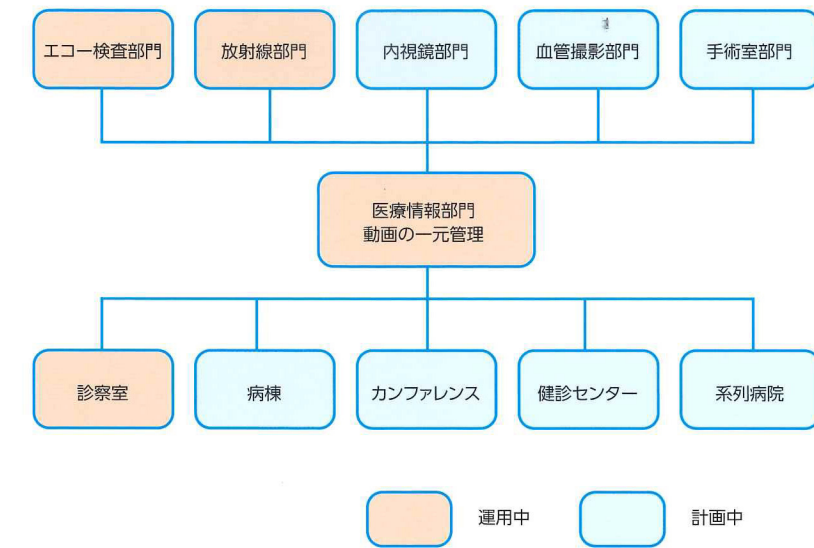 エコー検査部門
放射線部門
内視鏡部門
血管撮影部門
手術室部門
医療情報部門
動画の一元管理
診察室
病棟
カンファレンス
健診センター
系列病院
運用中
計画中